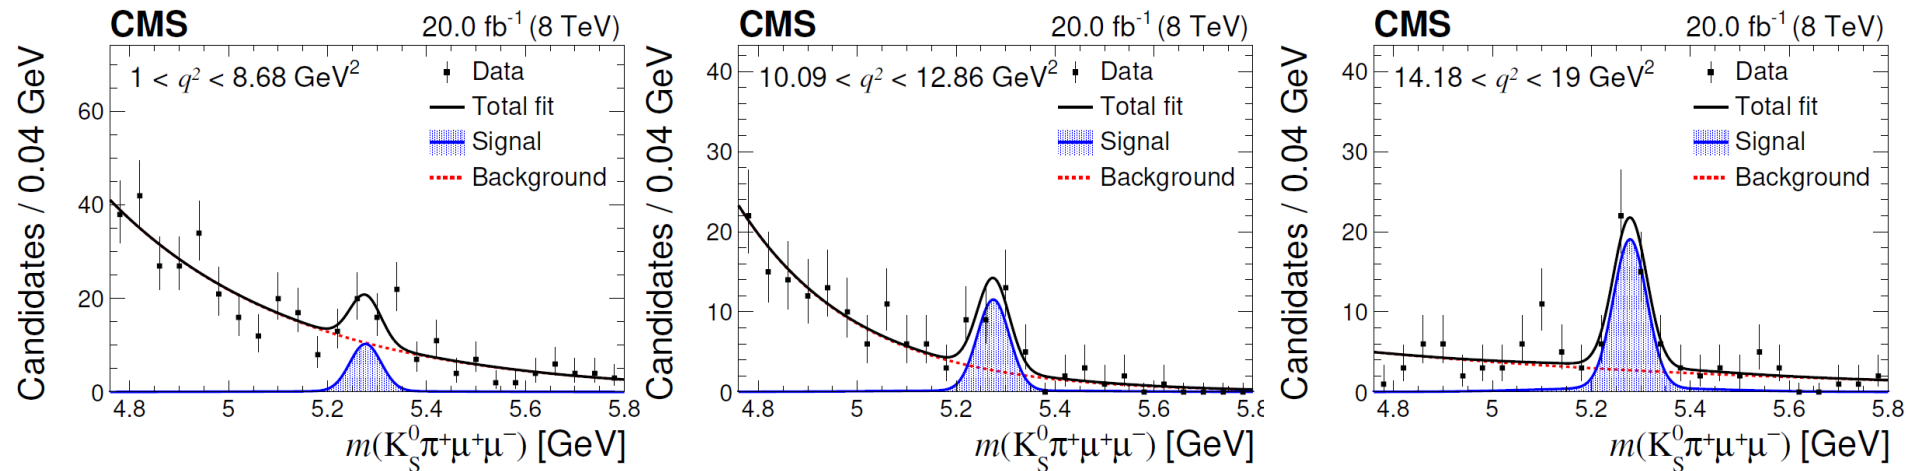 CMS 20.0 fb⁻¹ (8 TeV)
1 < q² < 8.68 GeV²
Data
Total fit
Signal
Background
Candidates / 0.04 GeV
60
40
20
0
4.8 5 5.2 5.4 5.6 5.8
m(K⁰_S π⁺μ⁺μ⁻) [GeV]
CMS 20.0 fb⁻¹ (8 TeV)
10.09 < q² < 12.86 GeV²
Data
Total fit
Signal
Background
Candidates / 0.04 GeV
40
30
20
10
0
4.8 5 5.2 5.4 5.6 5.8
m(K⁰_S π⁺μ⁺μ⁻) [GeV]
CMS 20.0 fb⁻¹ (8 TeV)
14.18 < q² < 19 GeV²
Data
Total fit
Signal
Background
Candidates / 0.04 GeV
40
30
20
10
0
4.8 5 5.2 5.4 5.6 5.8
m(K⁰_S π⁺μ⁺μ⁻) [GeV]